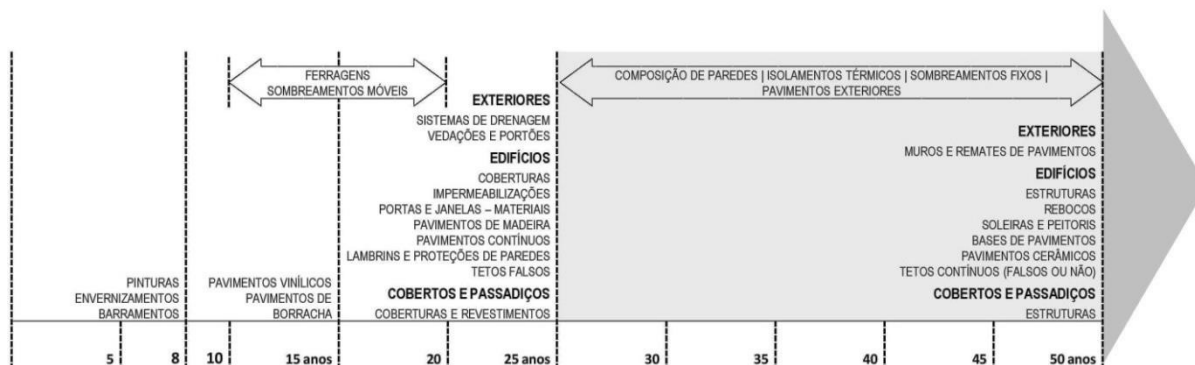 FERRAGENS
SOMBREAMENTOS MÓVEIS
COMPOSIÇÃO DE PAREDES | ISOLAMENTOS TÉRMICOS | SOMBREAMENTOS FIXOS |
PAVIMENTOS EXTERIORES
PINTURAS
ENVERNIZAMENTOS
BARRAMENTOS
PAVIMENTOS VINÍLICOS
PAVIMENTOS DE
BORRACHA
EXTERIORES
SISTEMAS DE DRENAGEM
VEDAÇÕES E PORTÕES
EDIFÍCIOS
COBERTURAS
IMPERMEABILIZAÇÕES
PORTAS E JANELAS – MATERIAIS
PAVIMENTOS DE MADEIRA
PAVIMENTOS CONTÍNUOS
LAMBRINS E PROTEÇÕES DE PAREDES
TETOS FALSOS
COBERTOS E PASSADIÇOS
COBERTURAS E REVESTIMENTOS
EXTERIORES
MUROS E REMATES DE PAVIMENTOS
EDIFÍCIOS
ESTRUTURAS
REBOCOS
SOLEIRAS E PEITORIS
BASES DE PAVIMENTOS
PAVIMENTOS CERÂMICOS
TETOS CONTÍNUOS (FALSOS OU NÃO)
COBERTOS E PASSADIÇOS
ESTRUTURAS
5 8 10 15 anos 20 25 anos 30 35 40 45 50 anos